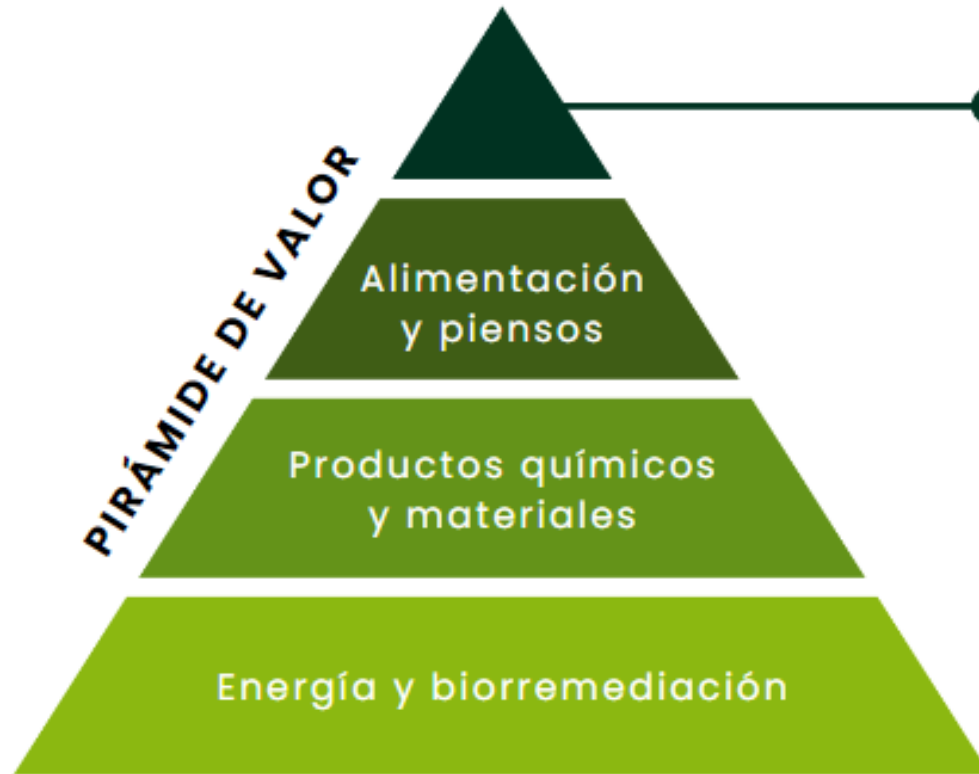 PIRÁMIDE DE VALOR
Alimentación
y piensos
Productos químicos
y materiales
Energía y biorremediación